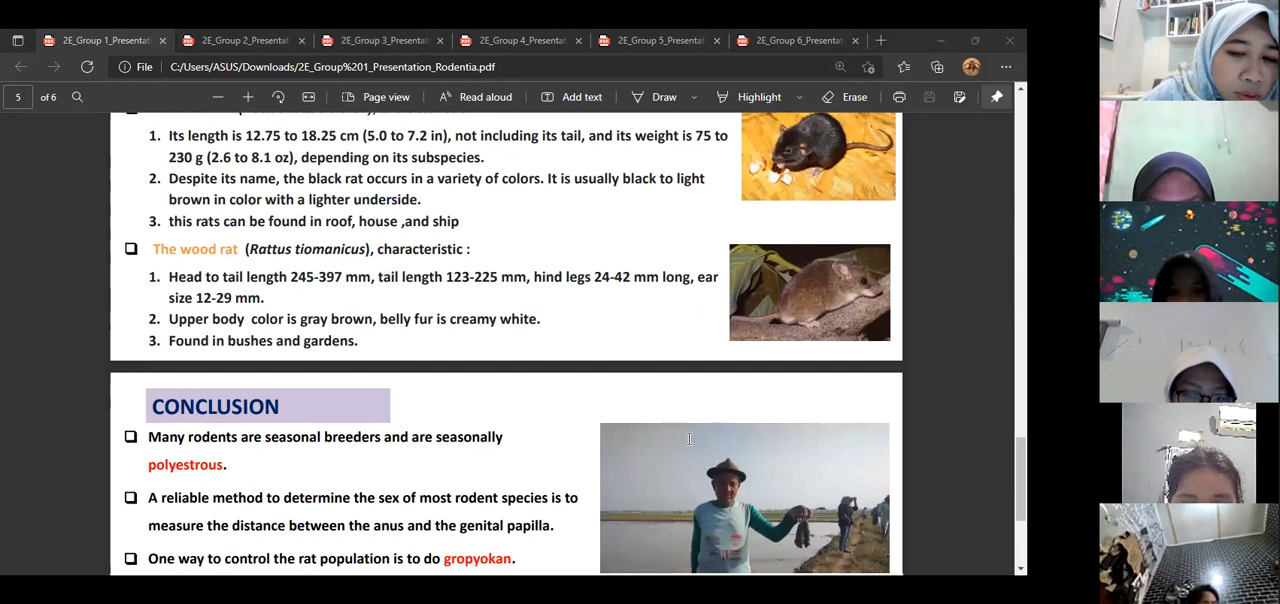 2E_Group 1_Presentati
2E_Group 2_Presentat
2E_Group 3_Presentat
2E_Group 4_Presentat
2E_Group 5_Presentat
2E_Group 6_Presentat
File
C:/Users/ASUS/Downloads/2E_Group%201_Presentation_Rodentia.pdf
5 of 6
Page view
Read aloud
Add text
Draw
Highlight
Erase
1. Its length is 12.75 to 18.25 cm (5.0 to 7.2 in), not including its tail, and its weight is 75 to
230 g (2.6 to 8.1 oz), depending on its subspecies.
2. Despite its name, the black rat occurs in a variety of colors. It is usually black to light
brown in color with a lighter underside.
3. this rats can be found in roof, house ,and ship
The wood rat (Rattus tiomanicus), characteristic :
1. Head to tail length 245-397 mm, tail length 123-225 mm, hind legs 24-42 mm long, ear
size 12-29 mm.
2. Upper body color is gray brown, belly fur is creamy white.
3. Found in bushes and gardens.
CONCLUSION
Many rodents are seasonal breeders and are seasonally
polyestrous.
A reliable method to determine the sex of most rodent species is to
measure the distance between the anus and the genital papilla.
One way to control the rat population is to do gropyokan.